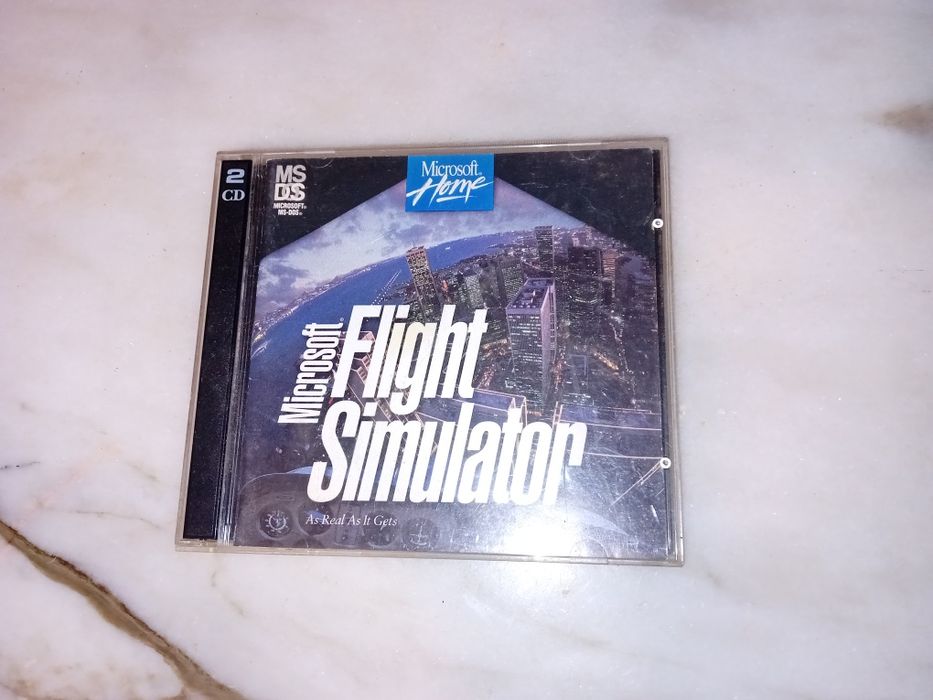 2
CD
MS
DOS
MICROSOFT®
MS-DOS®
Microsoft®
Home
Microsoft®
Flight
Simulator
As Real As It Gets